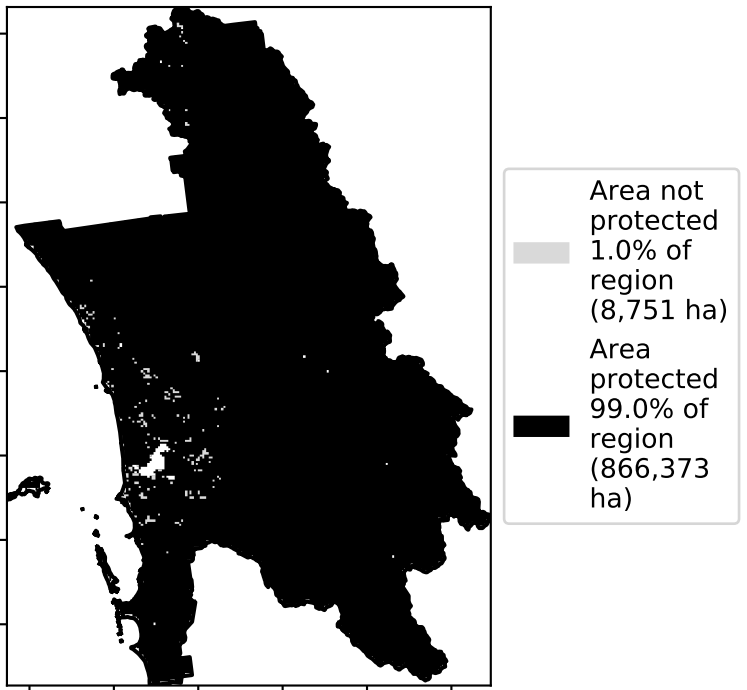 Area not
protected
1.0% of
region
(8,751 ha)
Area
protected
99.0% of
region
(866,373
ha)